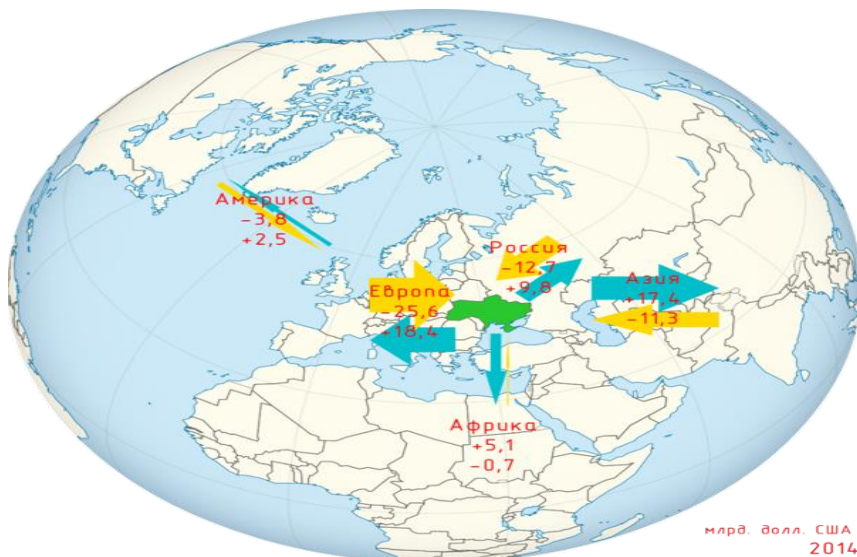 Америка
-3,8
+2,5
Россия
-12,7
+9,8
Европа
-25,6
+18,4
Азия
+17,4
-11,3
Африка
+5,1
-0,7
млрд. долл. США
2014